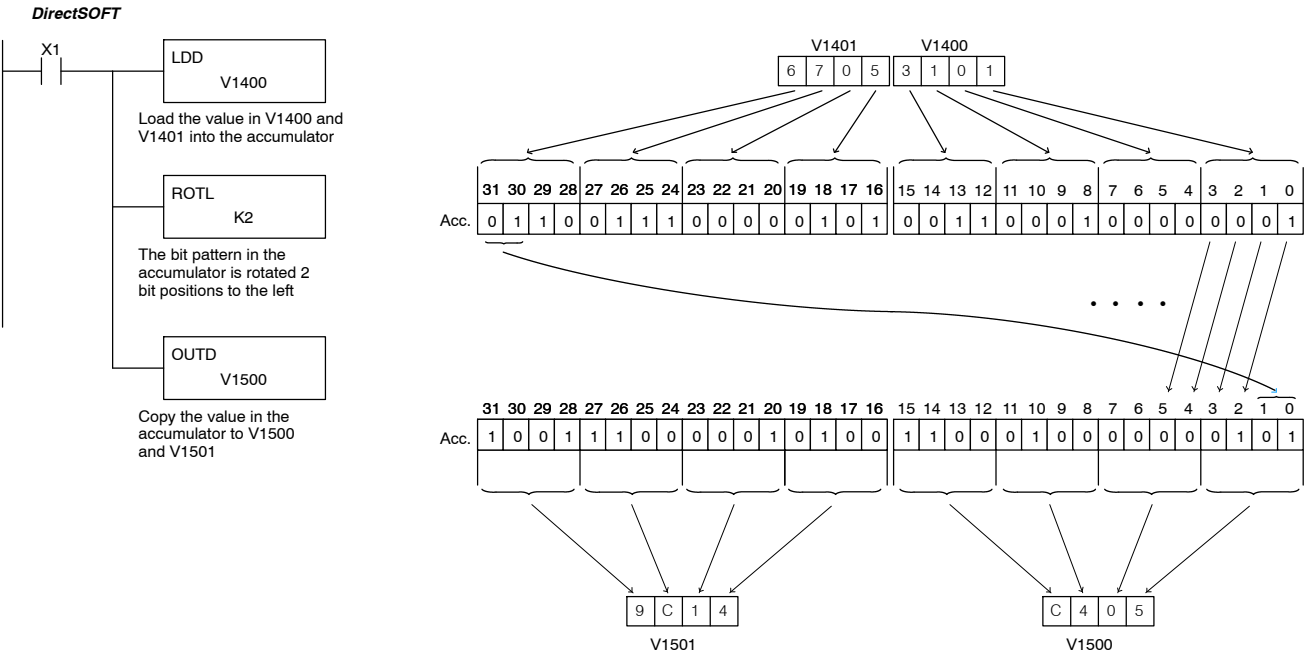 DirectSOFT
X1
LDD
V1400
Load the value in V1400 and
V1401 into the accumulator
ROTL
K2
The bit pattern in the
accumulator is rotated 2
bit positions to the left
OUTD
V1500
Copy the value in the
accumulator to V1500
and V1501
V1401 V1400
6 7 0 5 3 1 0 1
31 30 29 28 27 26 25 24 23 22 21 20 19 18 17 16 15 14 13 12 11 10 9 8 7 6 5 4 3 2 1 0
Acc. 0 1 1 0 0 1 1 1 0 0 0 0 0 1 0 1 0 0 1 1 0 0 0 1 0 0 0 0 0 0 0 1
31 30 29 28 27 26 25 24 23 22 21 20 19 18 17 16 15 14 13 12 11 10 9 8 7 6 5 4 3 2 1 0
Acc. 1 0 0 1 1 1 0 0 0 0 0 1 0 1 0 0 1 1 0 0 0 1 0 0 0 0 0 0 0 1 0 1
9 C 1 4 C 4 0 5
V1501 V1500